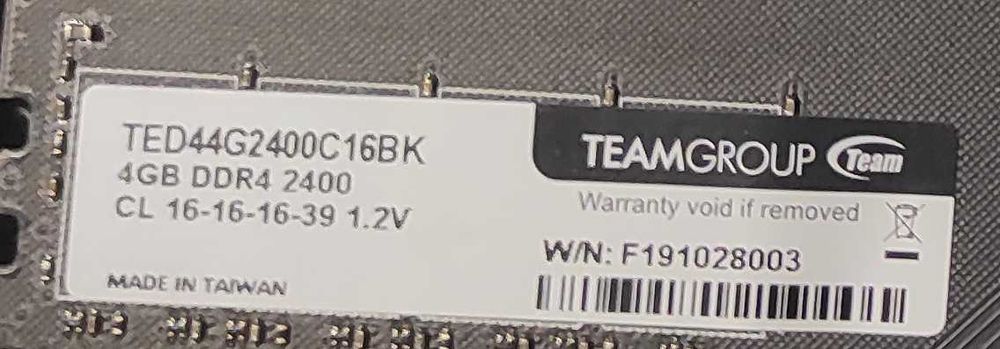 TED44G2400C16BK
4GB DDR4 2400
CL 16-16-16-39 1.2V
MADE IN TAIWAN
TEAMGROUP Team
Warranty void if removed
W/N: F191028003